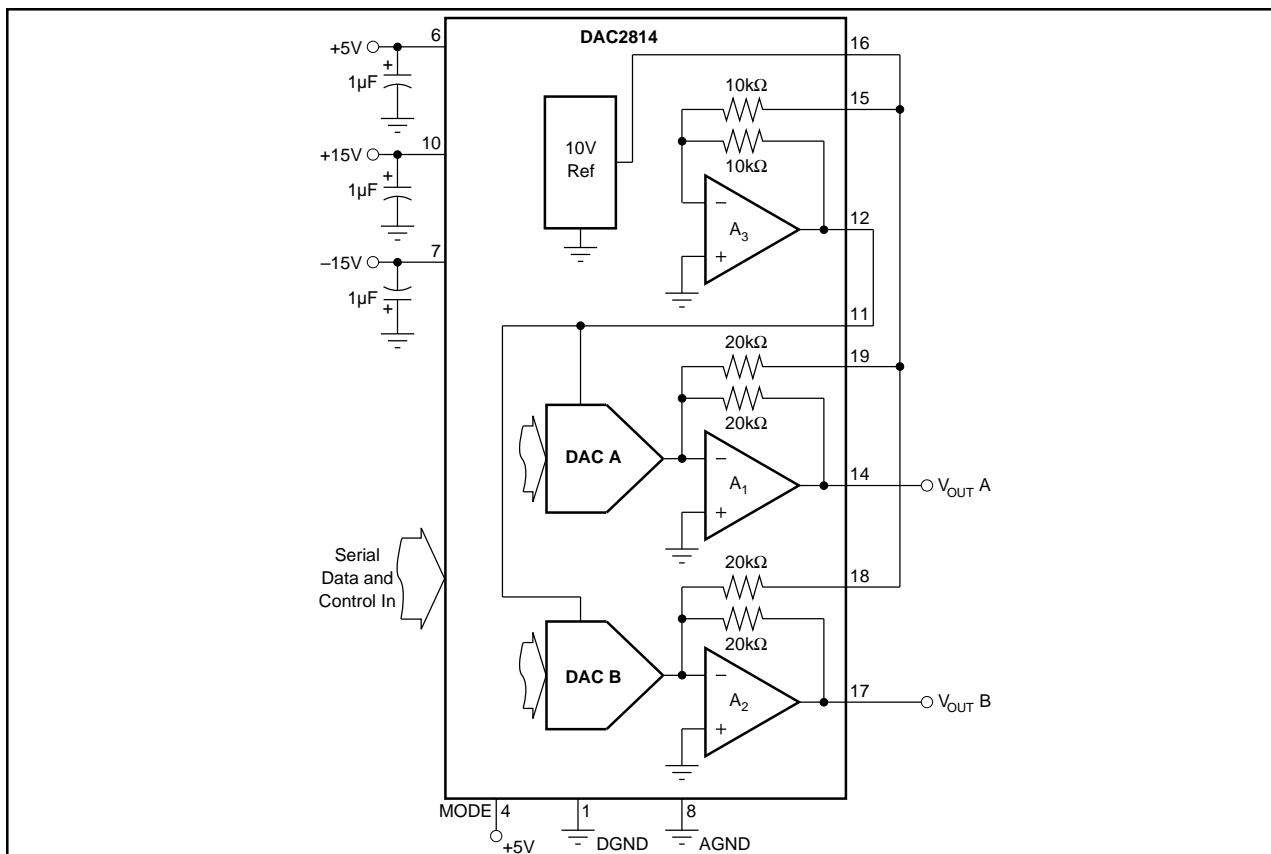 DAC2814
+5V
6
+
1µF
+15V
10
+
1µF
–15V
7
1µF
+
10V
Ref
16
10kΩ
15
10kΩ
–
A3
+
12
11
20kΩ
19
20kΩ
DAC A
–
A1
+
14
VOUT A
Serial
Data and
Control In
20kΩ
18
20kΩ
DAC B
–
A2
+
17
VOUT B
MODE 4
+5V
1
DGND
8
AGND